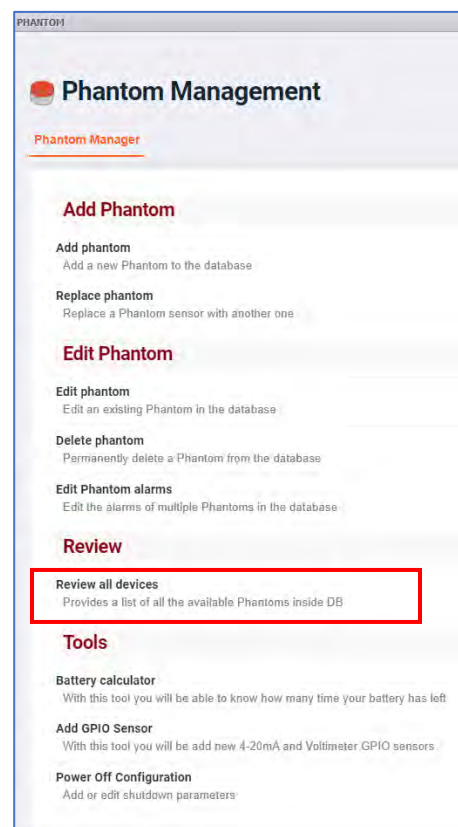 PHANTOM
Phantom Management
Phantom Manager
Add Phantom
Add phantom
Add a new Phantom to the database
Replace phantom
Replace a Phantom sensor with another one
Edit Phantom
Edit phantom
Edit an existing Phantom in the database
Delete phantom
Permanently delete a Phantom from the database
Edit Phantom alarms
Edit the alarms of multiple Phantoms in the database
Review
Review all devices
Provides a list of all the available Phantoms inside DB
Tools
Battery calculator
With this tool you will be able to know how many time your battery has left
Add GPIO Sensor
With this tool you will be add new 4-20mA and Voltimeter GPIO sensors
Power Off Configuration
Add or edit shutdown parameters